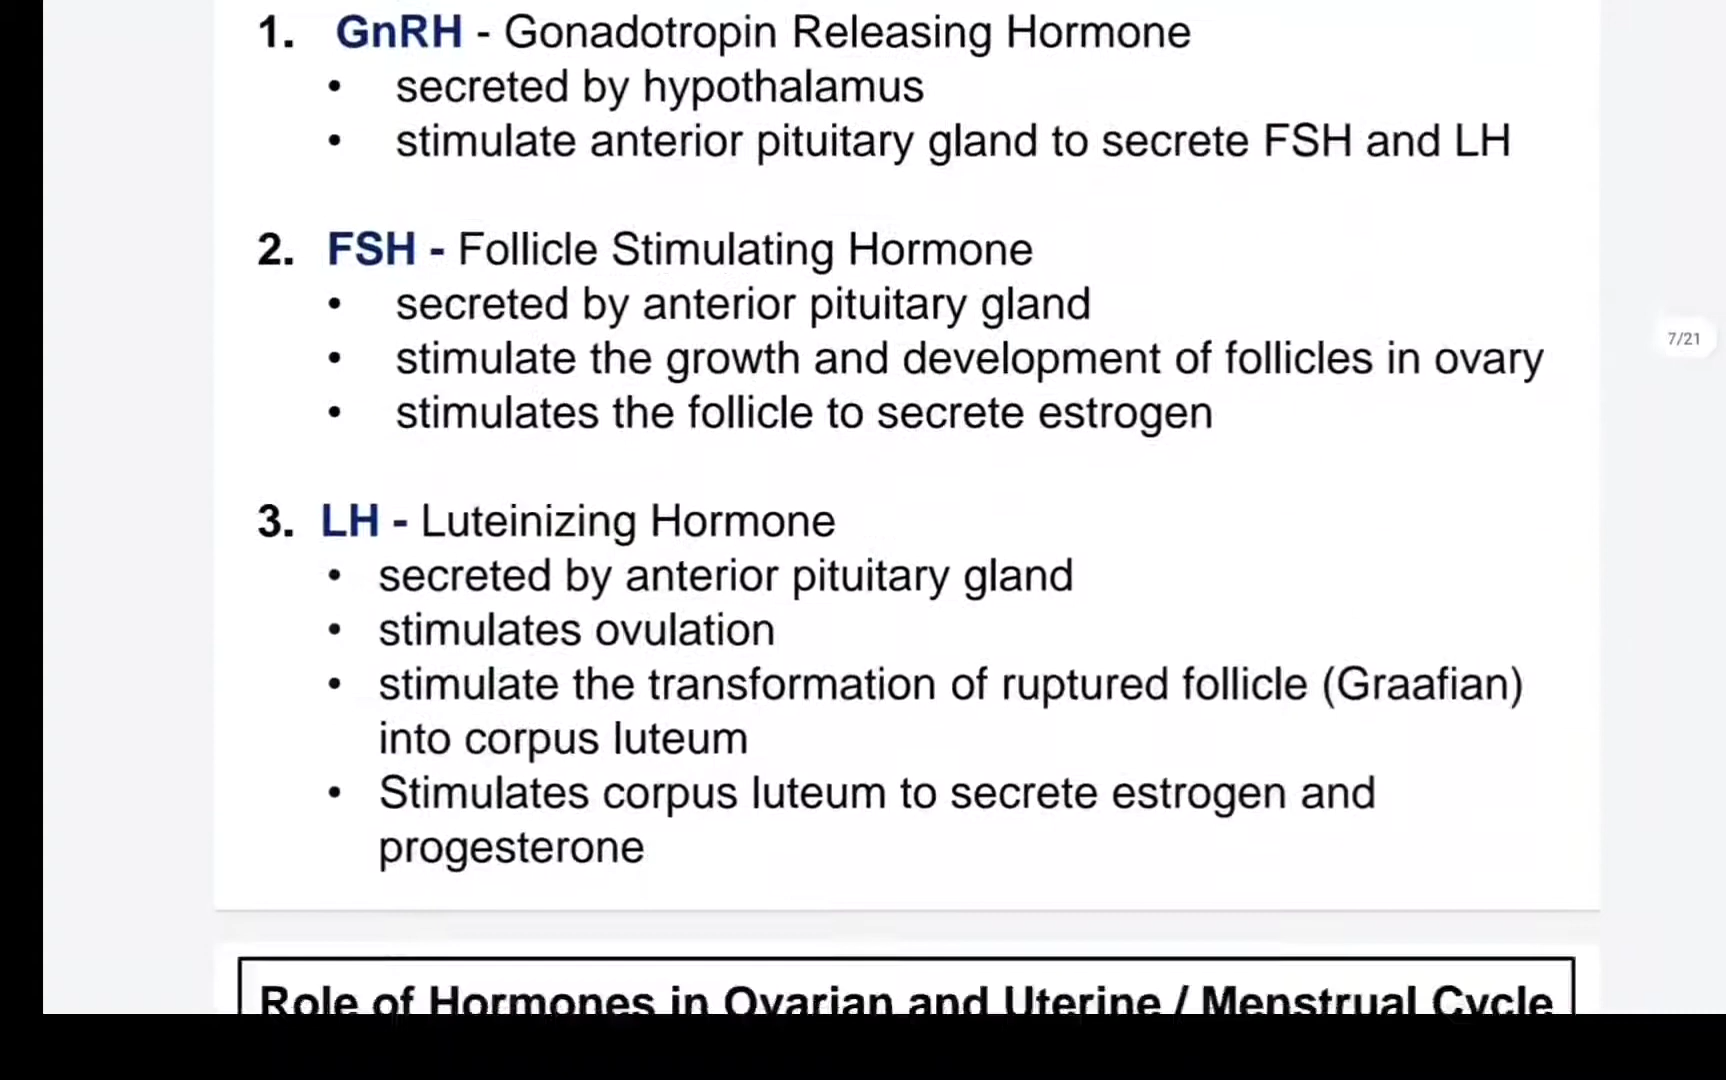 1. GnRH - Gonadotropin Releasing Hormone
• secreted by hypothalamus
• stimulate anterior pituitary gland to secrete FSH and LH
2. FSH - Follicle Stimulating Hormone
• secreted by anterior pituitary gland
• stimulate the growth and development of follicles in ovary
7/21
• stimulates the follicle to secrete estrogen
3. LH - Luteinizing Hormone
• secreted by anterior pituitary gland
• stimulates ovulation
• stimulate the transformation of ruptured follicle (Graafian)
into corpus luteum
• Stimulates corpus luteum to secrete estrogen and
progesterone
Role of Hormones in Ovarian and Uterine / Menstrual Cycle